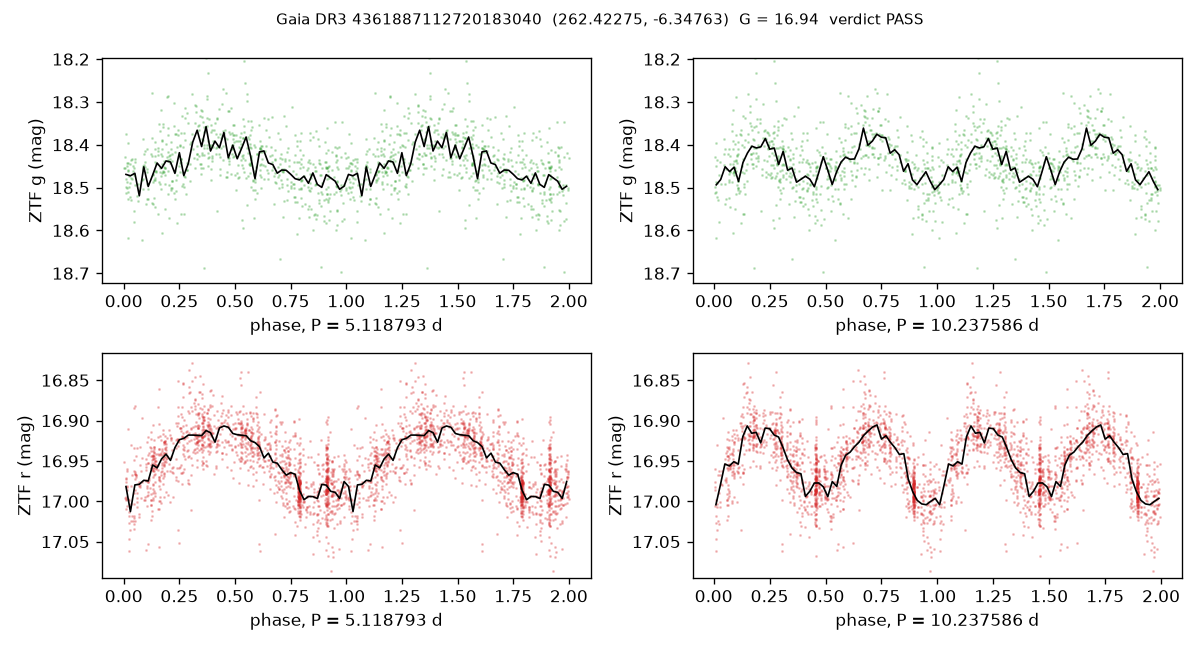 Gaia DR3 4361887112720183040 (262.42275, -6.34763) G = 16.94 verdict PASS
ZTF g (mag)
18.2
18.3
18.4
18.5
18.6
18.7
0.00 0.25 0.50 0.75 1.00 1.25 1.50 1.75 2.00
phase, P = 5.118793 d
ZTF g (mag)
18.2
18.3
18.4
18.5
18.6
18.7
0.00 0.25 0.50 0.75 1.00 1.25 1.50 1.75 2.00
phase, P = 10.237586 d
ZTF r (mag)
16.85
16.90
16.95
17.00
17.05
0.00 0.25 0.50 0.75 1.00 1.25 1.50 1.75 2.00
phase, P = 5.118793 d
ZTF r (mag)
16.85
16.90
16.95
17.00
17.05
0.00 0.25 0.50 0.75 1.00 1.25 1.50 1.75 2.00
phase, P = 10.237586 d